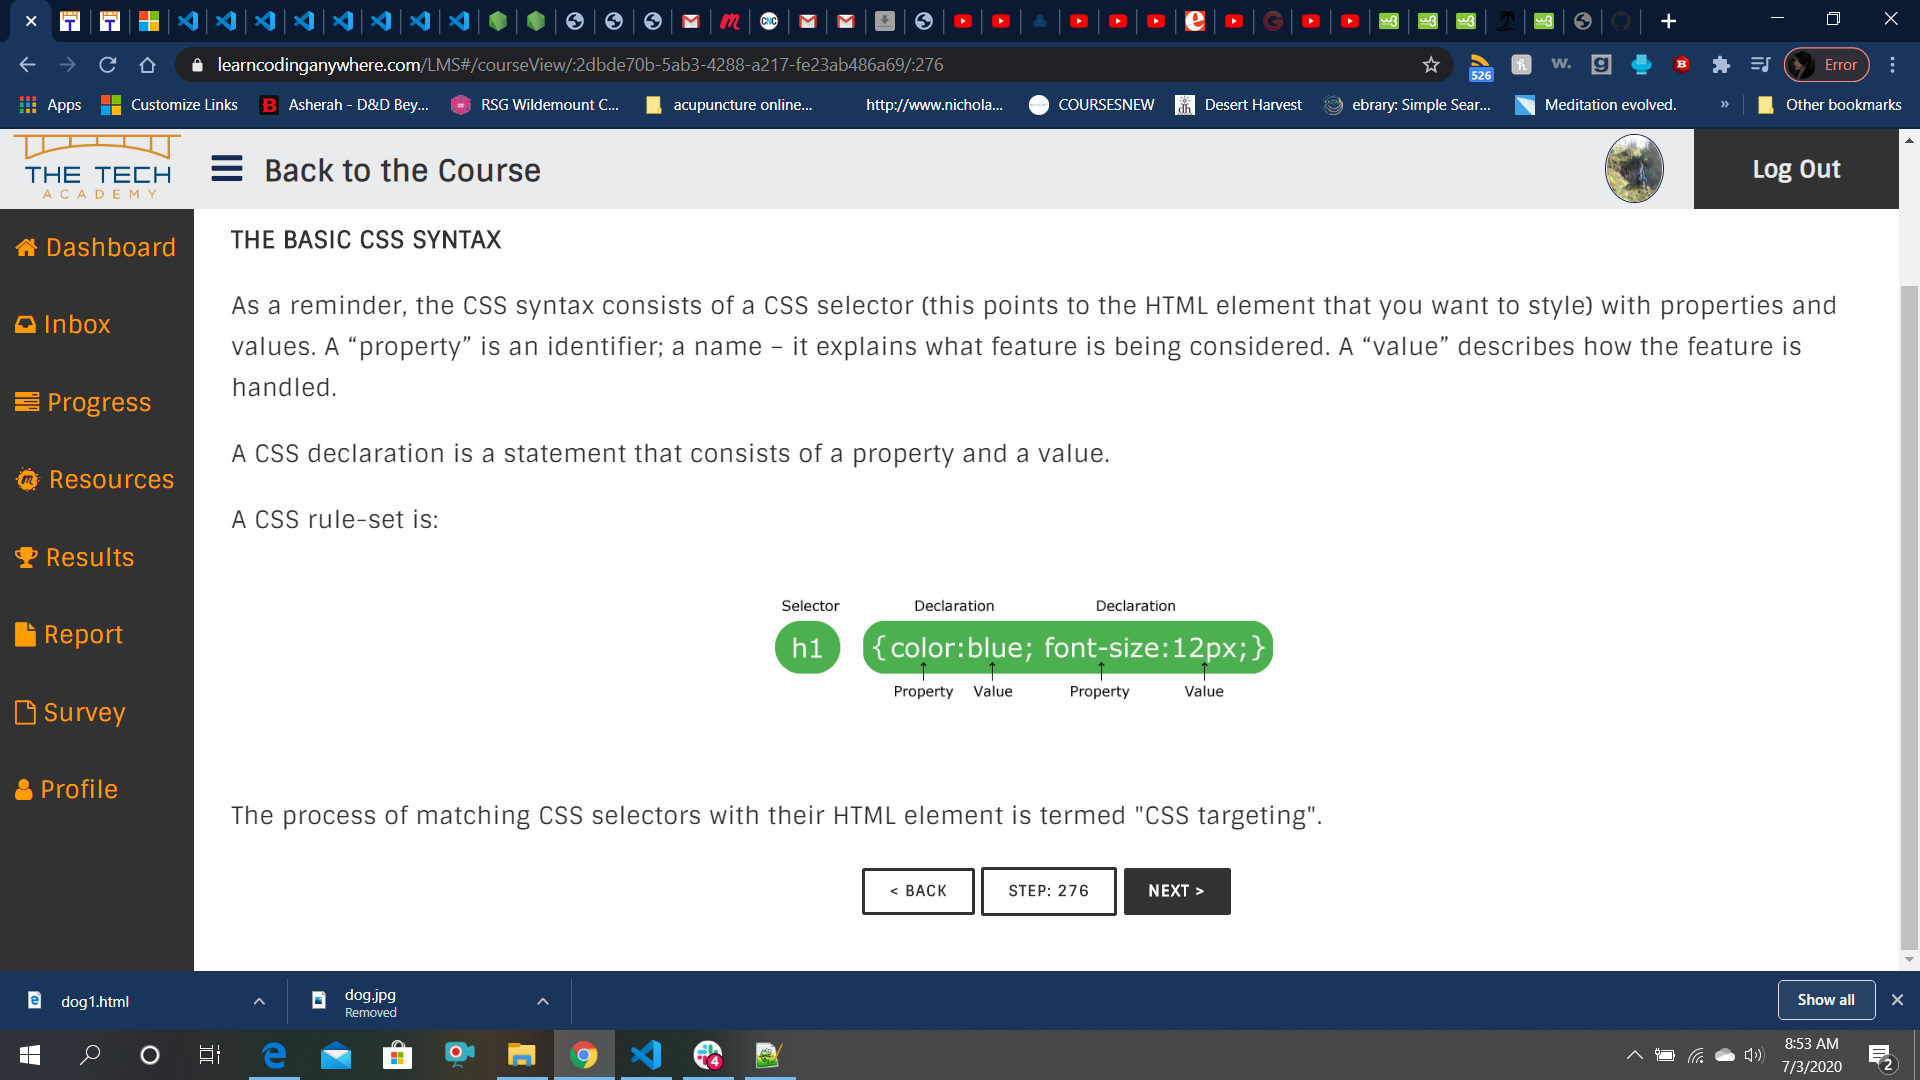 learncodinganywhere.com/LMS#/courseView/:2dbde70b-5ab3-4288-a217-fe23ab486a69/:276
526
Error
Apps
Customize Links
Asherah - D&D Bey...
RSG Wildemount C...
acupuncture online...
http://www.nichola...
COURSESNEW
Desert Harvest
ebrary: Simple Sear...
Meditation evolved.
»
Other bookmarks
THE TECH
ACADEMY
Back to the Course
Log Out
Dashboard
Inbox
Progress
Resources
Results
Report
Survey
Profile
THE BASIC CSS SYNTAX
As a reminder, the CSS syntax consists of a CSS selector (this points to the HTML element that you want to style) with properties and
values. A “property” is an identifier; a name – it explains what feature is being considered. A “value” describes how the feature is
handled.
A CSS declaration is a statement that consists of a property and a value.
A CSS rule-set is:
Selector Declaration Declaration
h1 {color:blue; font-size:12px;}
Property Value Property Value
The process of matching CSS selectors with their HTML element is termed "CSS targeting".
< BACK
STEP: 276
NEXT >
dog1.html
dog.jpg
Removed
Show all
4
8:53 AM
7/3/2020
2